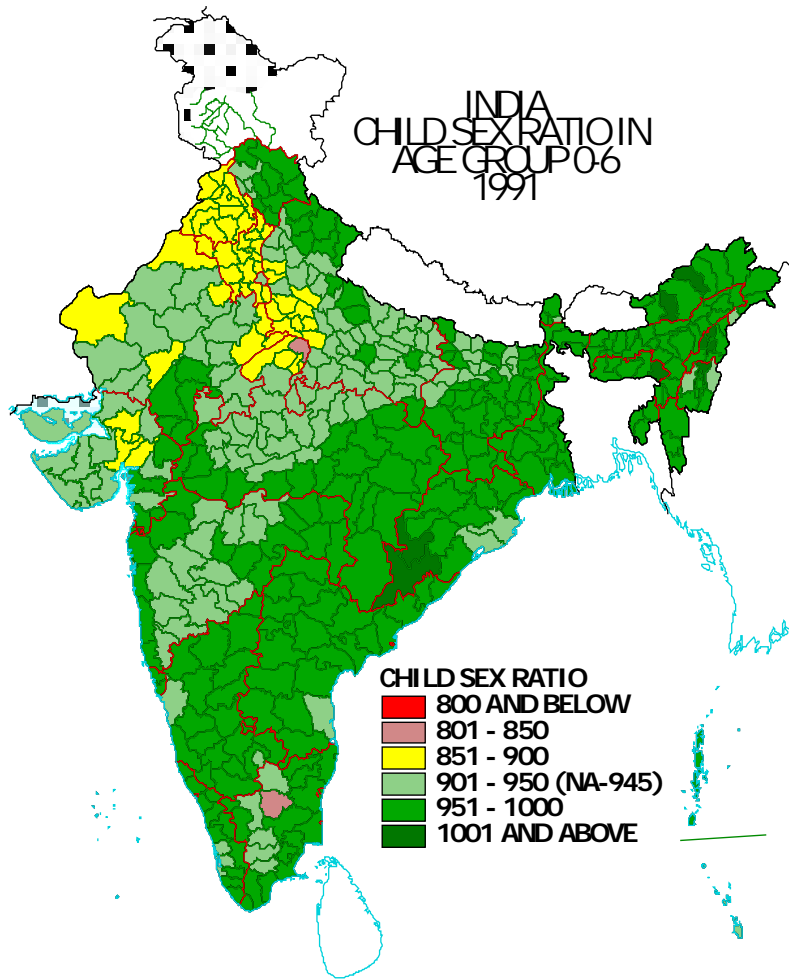 INDIA
CHILD SEX RATIO IN
AGE GROUP 0-6
1991
CHILD SEX RATIO
800 AND BELOW
801 - 850
851 - 900
901 - 950 (NA-945)
951 - 1000
1001 AND ABOVE